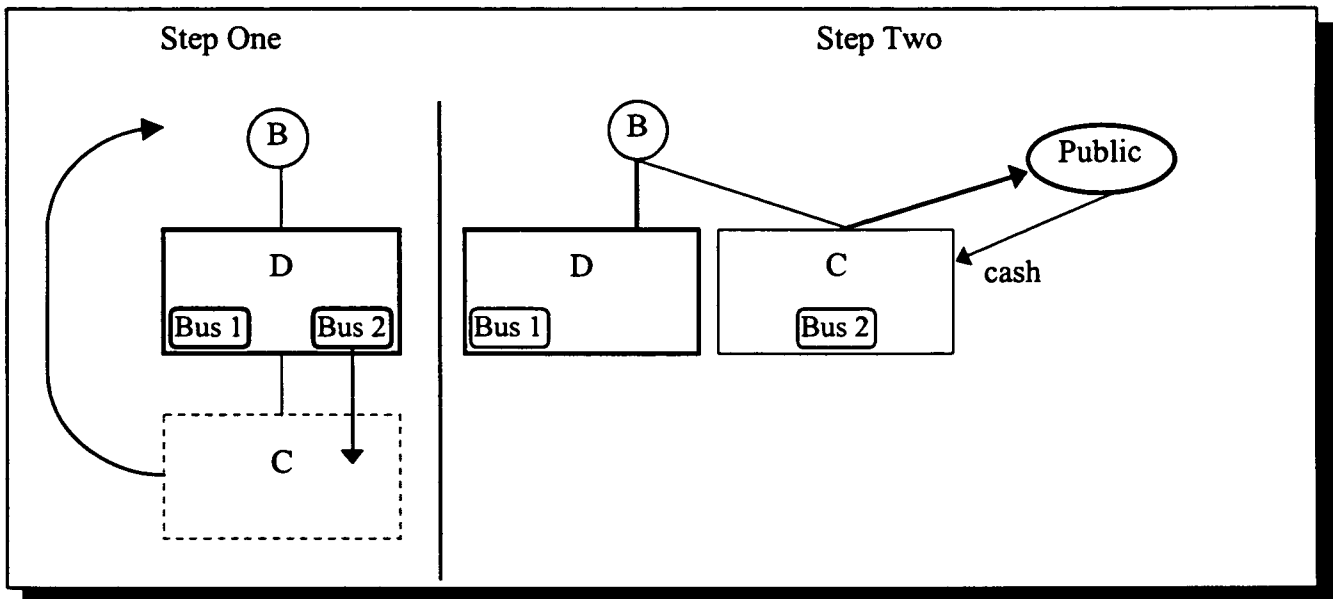 Step One
B
D
Bus 1
Bus 2
C
Step Two
B
Public
D
C
cash
Bus 1
Bus 2